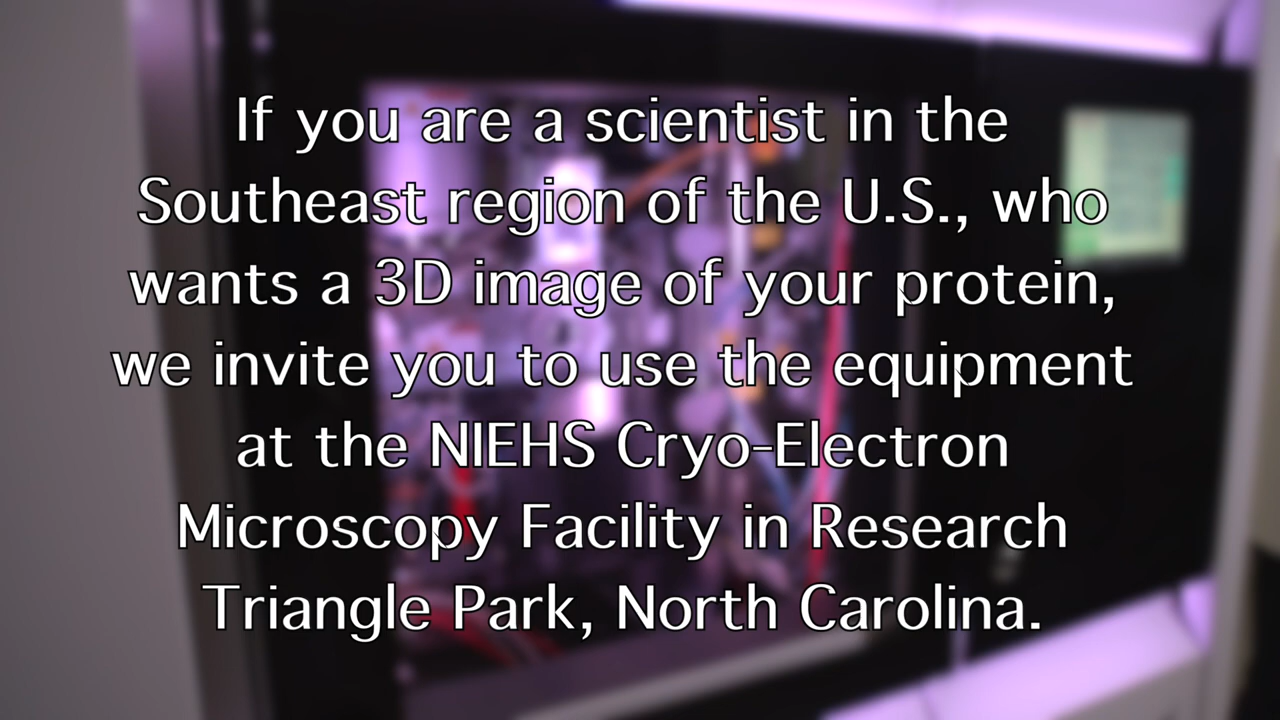 If you are a scientist in the
Southeast region of the U.S., who
wants a 3D image of your protein,
we invite you to use the equipment
at the NIEHS Cryo-Electron
Microscopy Facility in Research
Triangle Park, North Carolina.